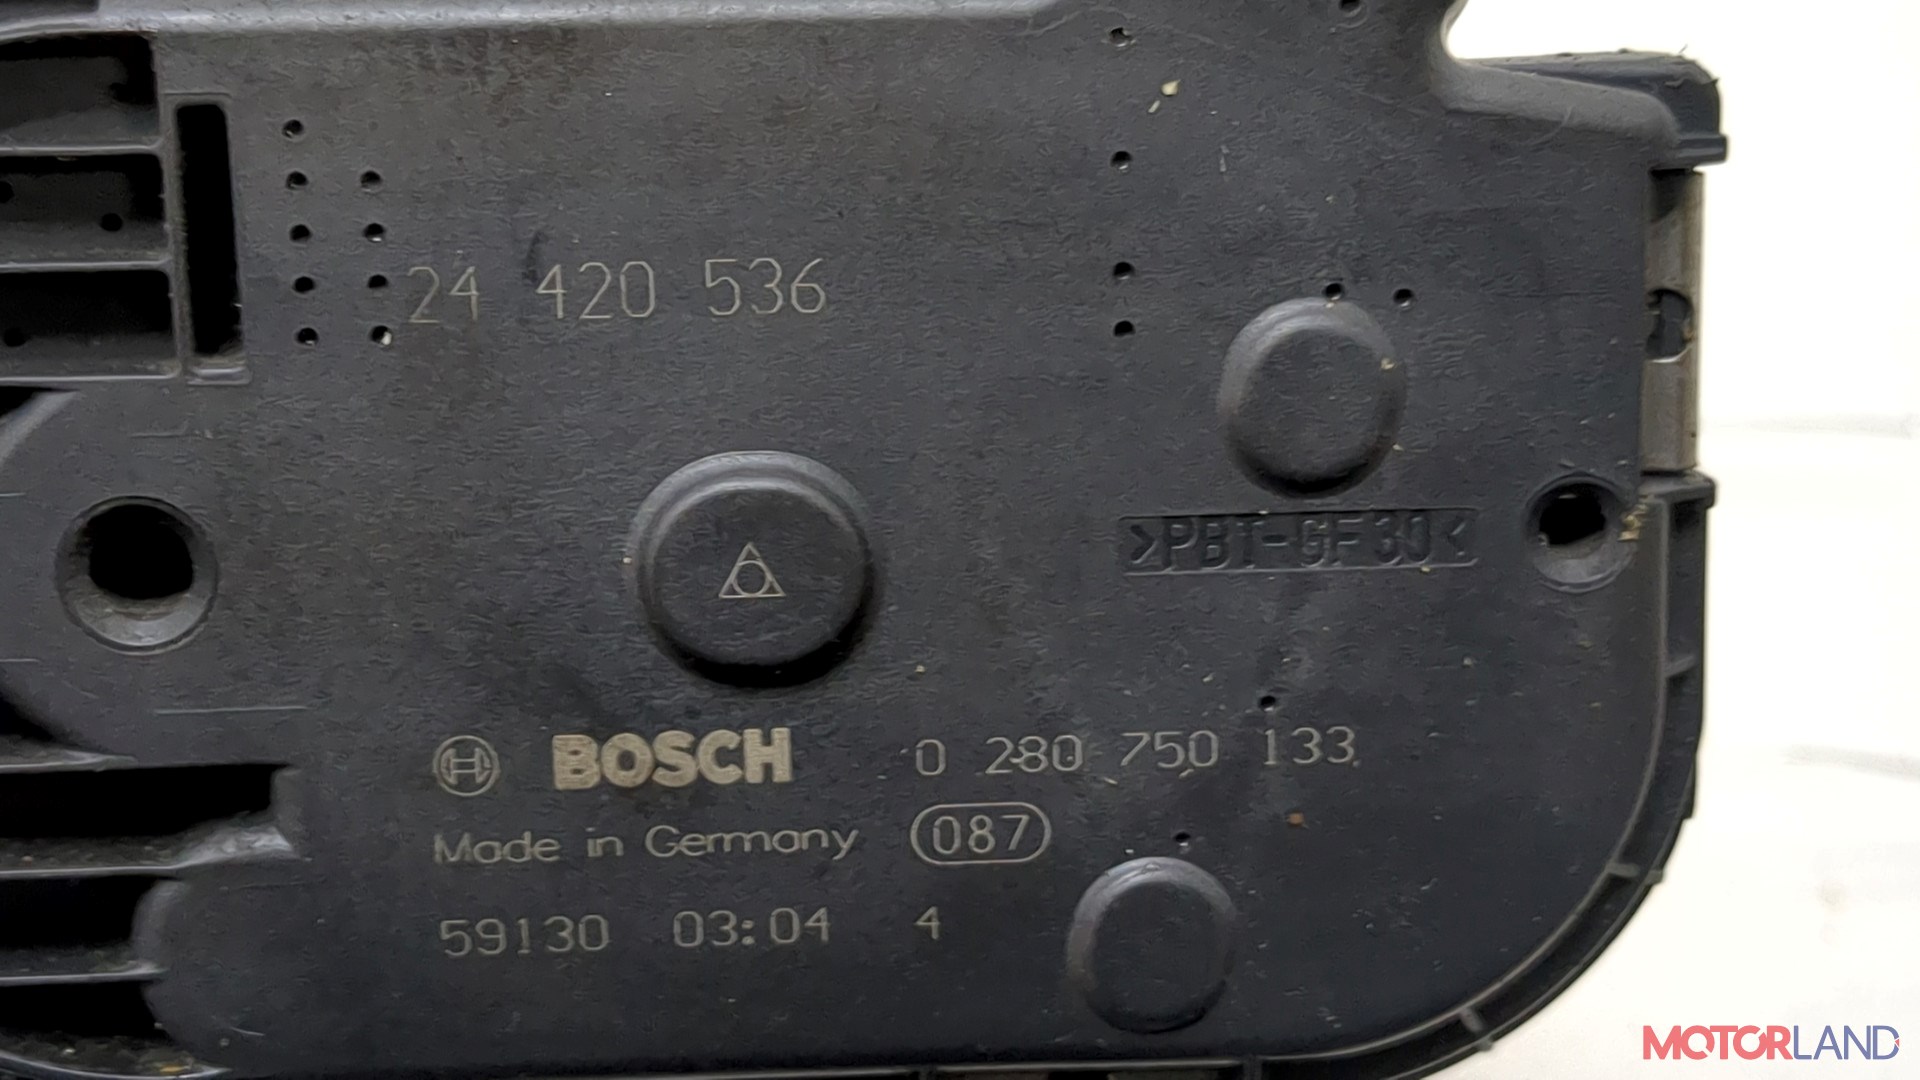 24 420 536
>PBT-GF30<
BOSCH 0 280 750 133
Made in Germany 087
59130 03:04 4
MOTORLAND